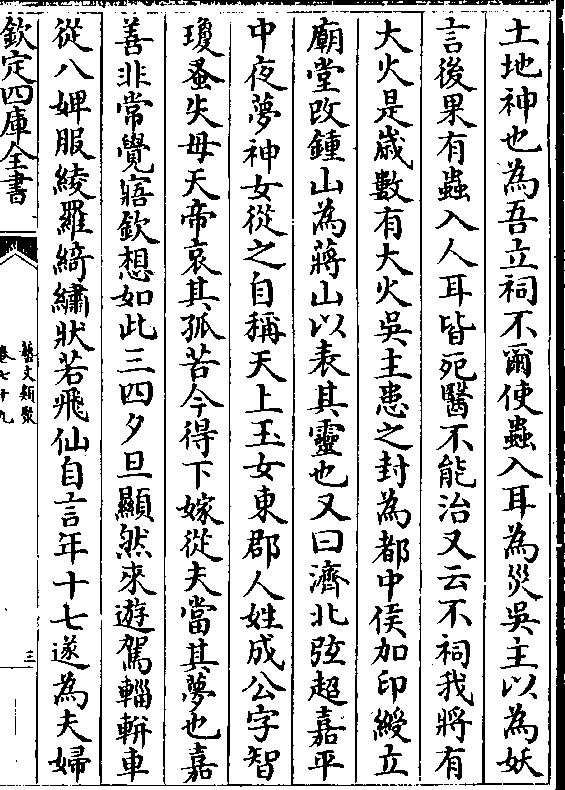 土地神也為吾立祠不爾使蟲入耳為災吳主以為妖
言後果有蟲入人耳皆死醫不能治又云不祠我將有
大火是歲數有大火吳主患之封為都中侯加印綬立
廟堂改鍾山為蔣山以表其靈也又曰濟北弦超嘉平
中夜夢神女從之自稱天上玉女東郡人姓成公字智
瓊蚤失母天帝哀其孤苦今得下嫁從夫當其夢也嘉
善非常覺寤欽想如此三四夕旦顯然來遊駕輜軿車
從八婢服綾羅綺繡狀若飛仙自言年十七遂為夫婦
欽定四庫全書
藝文類聚
卷七十九
三